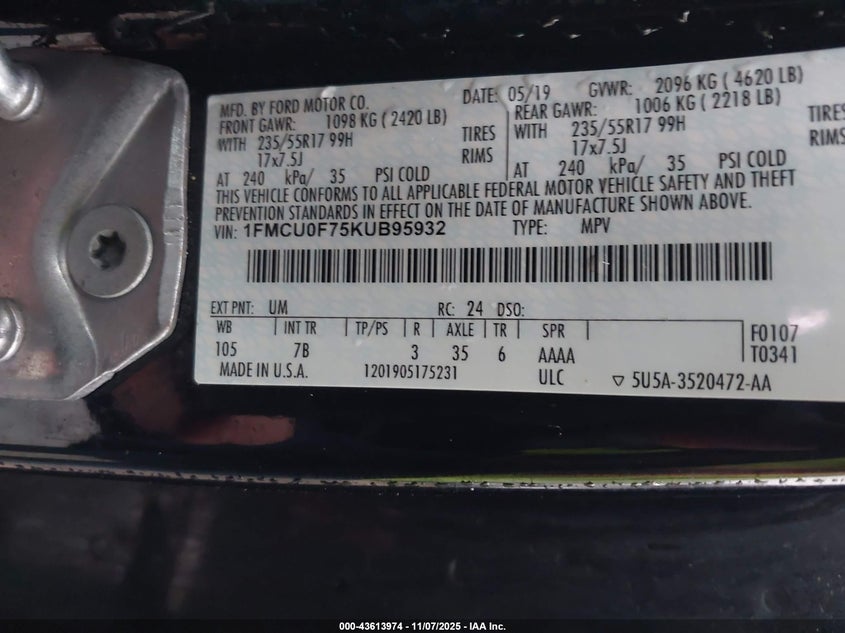 MFD. BY FORD MOTOR CO.
DATE: 05/19 GVWR: 2096 KG ( 4620 LB)
FRONT GAWR: 1098 KG ( 2420 LB) REAR GAWR: 1006 KG ( 2218 LB)
WITH 235/55R17 99H TIRES WITH 235/55R17 99H TIRES
17x7.5J RIMS 17x7.5J RIMS
AT 240 kPa/ 35 PSI COLD AT 240 kPa/ 35 PSI COLD
THIS VEHICLE CONFORMS TO ALL APPLICABLE FEDERAL MOTOR VEHICLE SAFETY AND THEFT
PREVENTION STANDARDS IN EFFECT ON THE DATE OF MANUFACTURE SHOWN ABOVE.
VIN: 1FMCU0F75KUB95932 TYPE: MPV
EXT PNT: UM RC: 24 DSO:
WB INT TR TP/PS R AXLE TR SPR F0107
105 7B 3 35 6 AAAA T0341
MADE IN U.S.A. 1201905175231 ULC ▽ 5U5A-3520472-AA
000-43613974 - 11/07/2025 - IAA Inc.